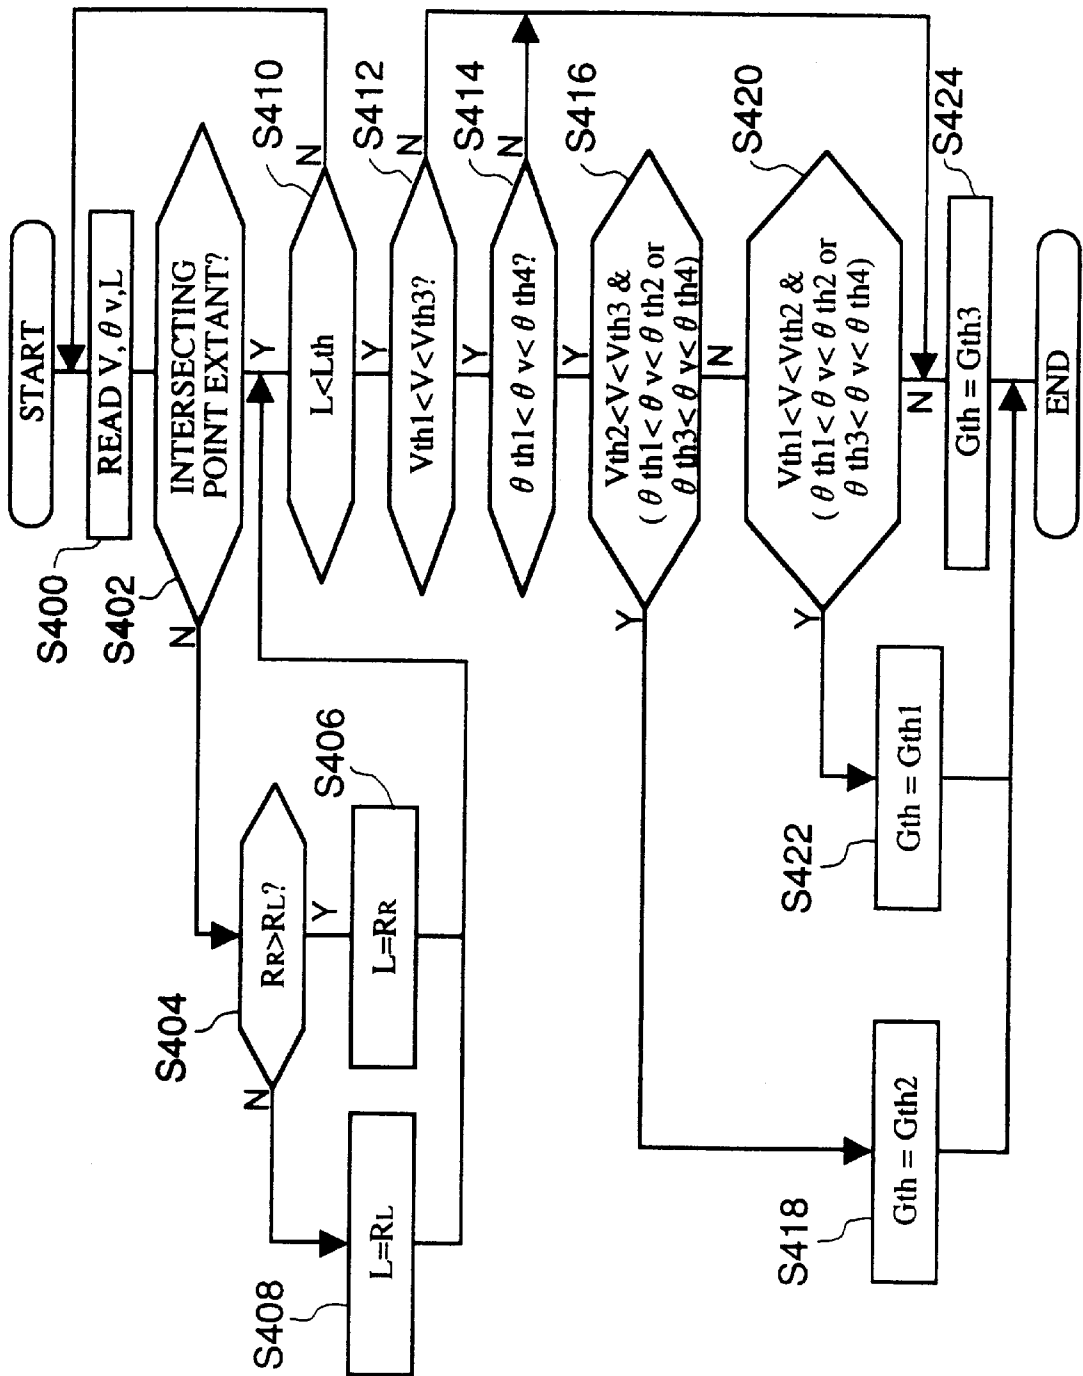 START
READ V, θv,L
S400
INTERSECTING
POINT EXTANT?
S402
N
Y
RR>RL?
S404
N
Y
L=RR
S406
L=RL
S408
L<Lth
S410
N
Y
Vth1<V<Vth3?
S412
N
Y
θth1<θv<θth4?
S414
N
Y
Vth2<V<Vth3 &
(θth1<θv<θth2 or
θth3<θv<θth4)
S416
Y
N
Gth = Gth2
S418
Vth1<V<Vth2 &
(θth1<θv<θth2 or
θth3<θv<θth4)
S420
Y
N
Gth = Gth1
S422
Gth = Gth3
S424
END